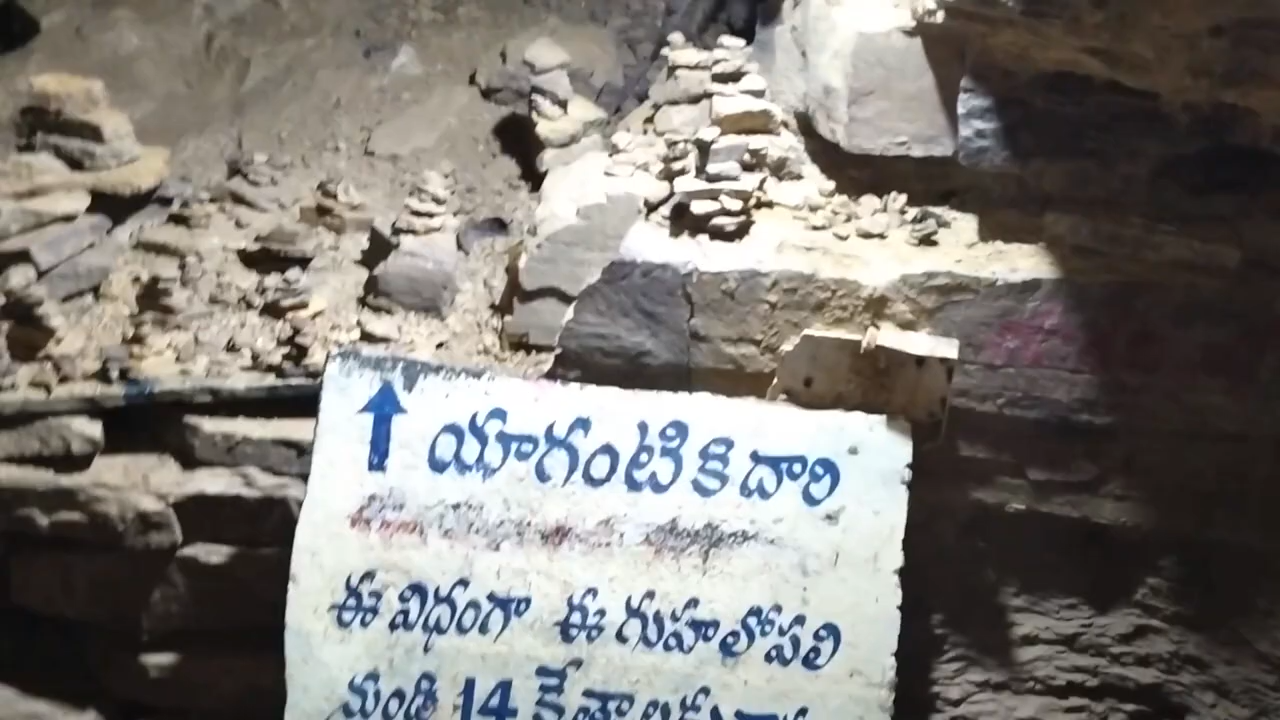 యాగంటికి దారి
ఈ విధంగా ఈ గుహలోపలి
నుండి 14